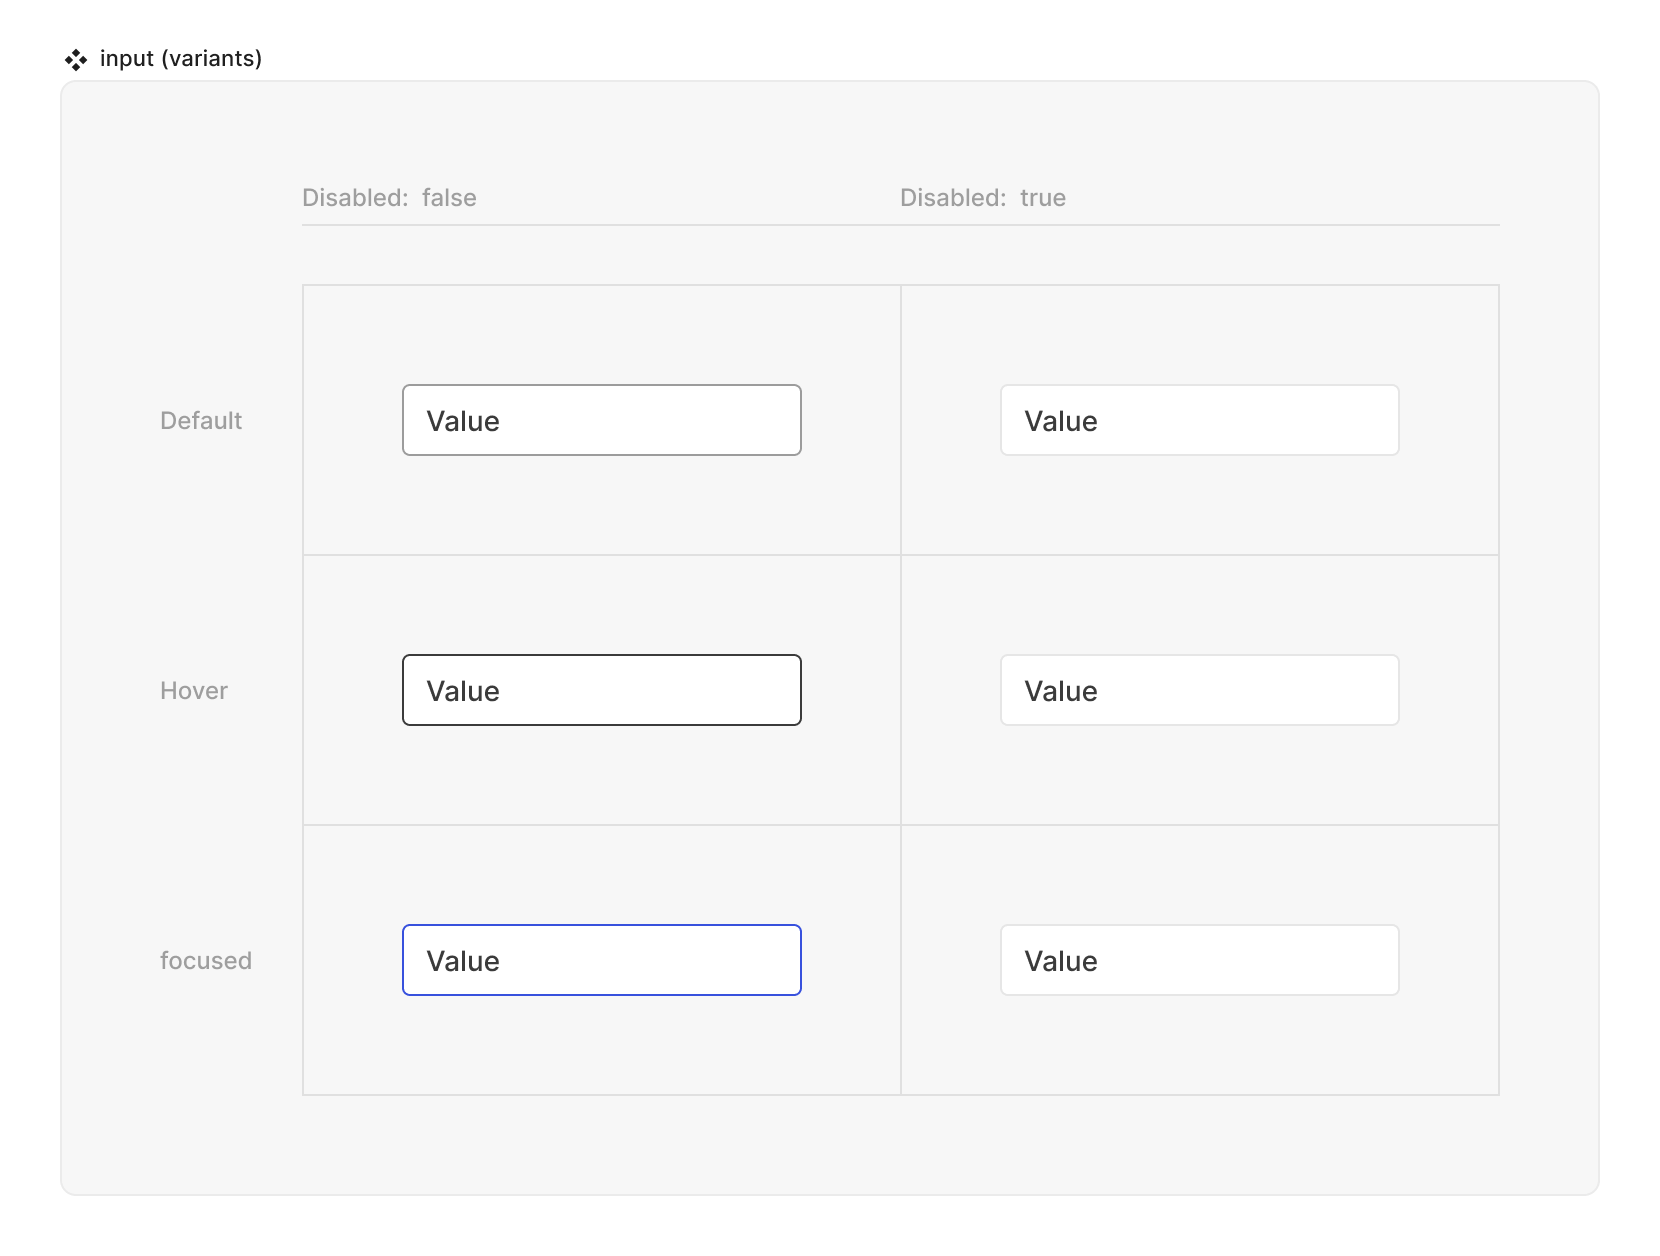 input (variants)
Disabled: false Disabled: true
Default Value Value
Hover Value Value
focused Value Value